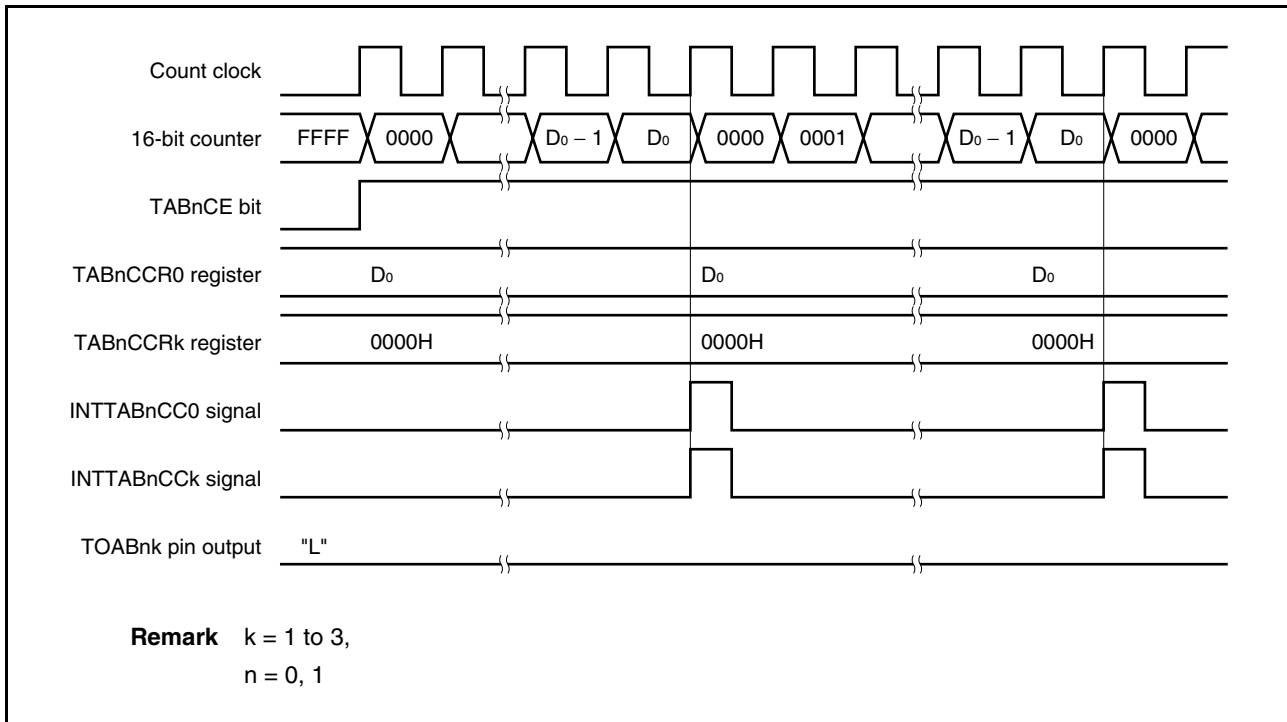 Count clock
16-bit counter FFFF 0000 D₀ − 1 D₀ 0000 0001 D₀ − 1 D₀ 0000
TABnCE bit
TABnCCR0 register D₀ D₀ D₀
TABnCCRk register 0000H 0000H 0000H
INTTABnCC0 signal
INTTABnCCk signal
TOABnk pin output "L"
Remark k = 1 to 3,
n = 0, 1